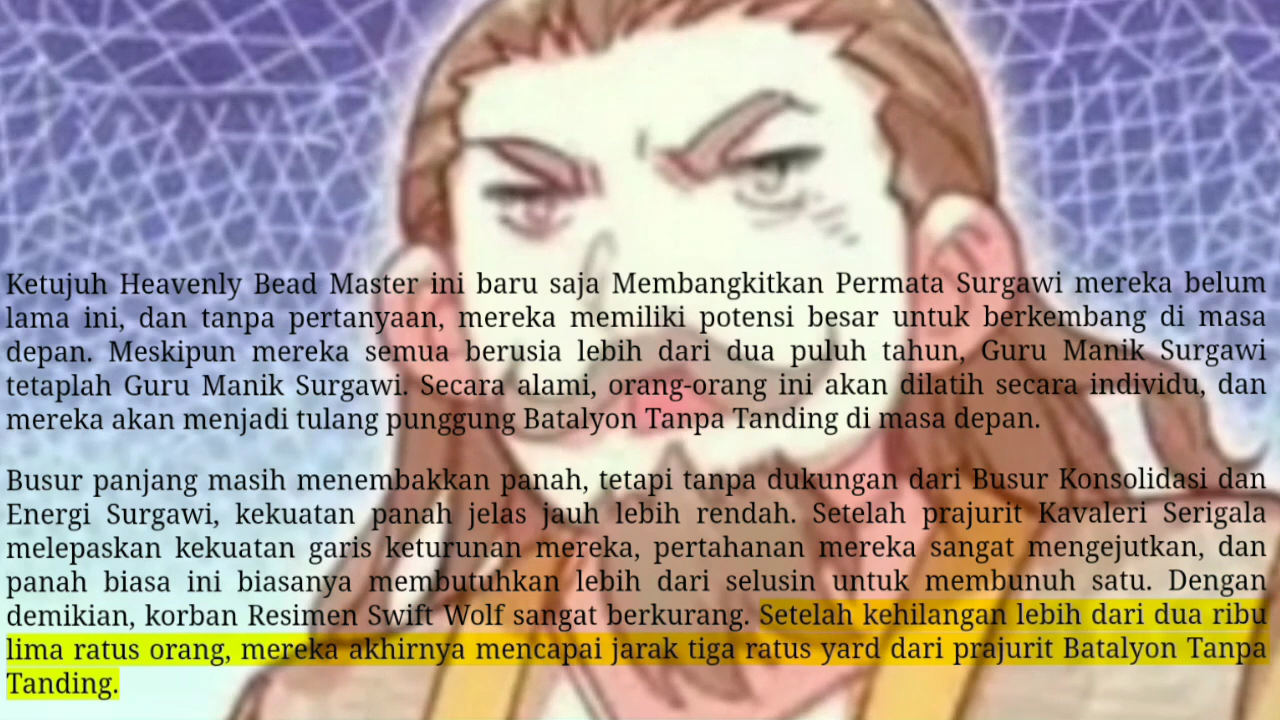 Ketujuh Heavenly Bead Master ini baru saja Membangkitkan Permata Surgawi mereka belum
lama ini, dan tanpa pertanyaan, mereka memiliki potensi besar untuk berkembang di masa
depan. Meskipun mereka semua berusia lebih dari dua puluh tahun, Guru Manik Surgawi
tetaplah Guru Manik Surgawi. Secara alami, orang-orang ini akan dilatih secara individu, dan
mereka akan menjadi tulang punggung Batalyon Tanpa Tanding di masa depan.
Busur panjang masih menembakkan panah, tetapi tanpa dukungan dari Busur Konsolidasi dan
Energi Surgawi, kekuatan panah jelas jauh lebih rendah. Setelah prajurit Kavaleri Serigala
melepaskan kekuatan garis keturunan mereka, pertahanan mereka sangat mengejutkan, dan
panah biasa ini biasanya membutuhkan lebih dari selusin untuk membunuh satu. Dengan
demikian, korban Resimen Swift Wolf sangat berkurang. Setelah kehilangan lebih dari dua ribu
lima ratus orang, mereka akhirnya mencapai jarak tiga ratus yard dari prajurit Batalyon Tanpa
Tanding.